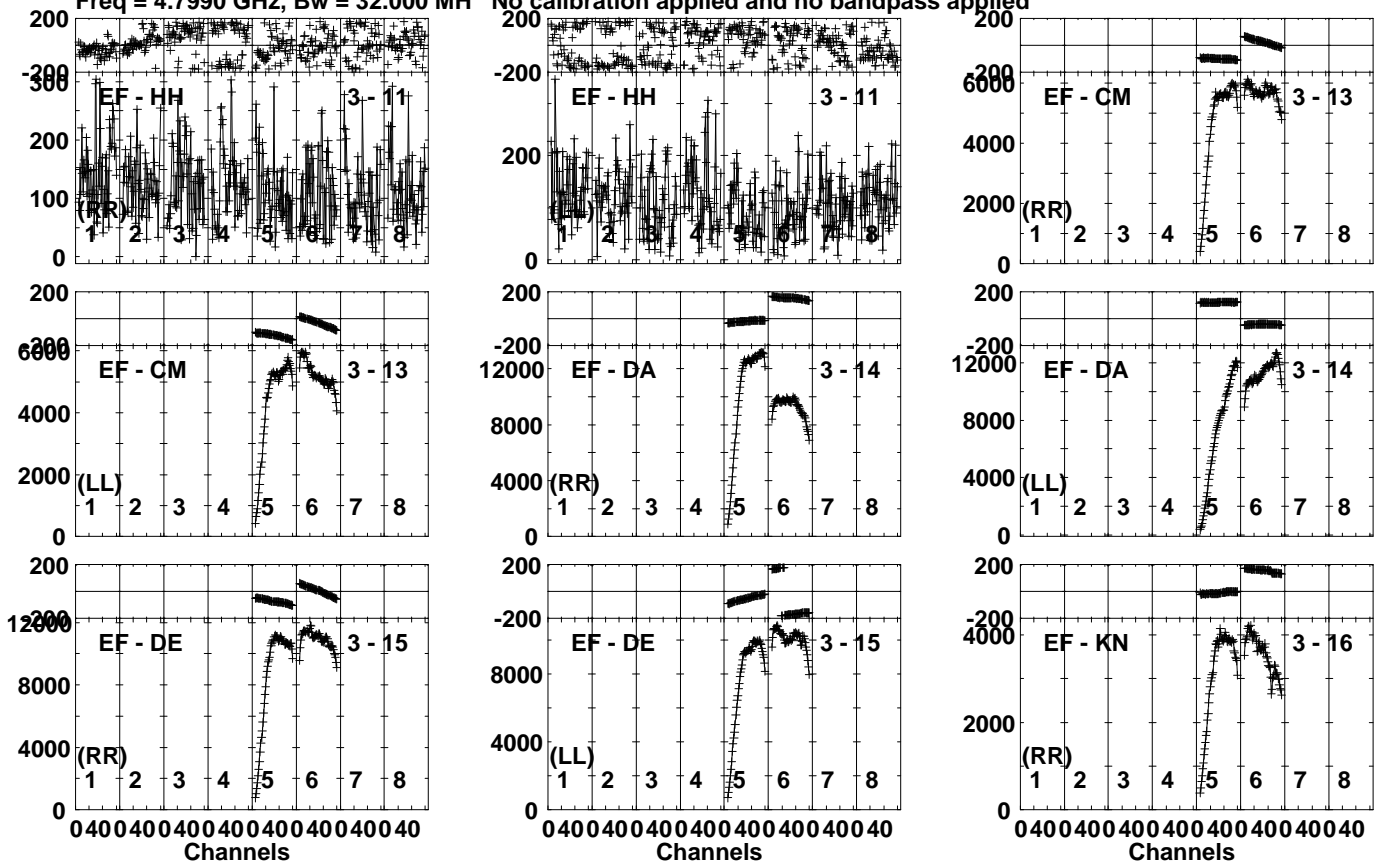 Freq = 4.7990 GHz, Bw = 32.000 MH No calibration applied and no bandpass applied
200
-200
300
200
100
0
EF - HH 3 - 11
(RR)
1 2 3 4 5 6 7 8
200
-200
200
0
EF - HH 3 - 11
(LL)
1 2 3 4 5 6 7 8
200
-200
6000
4000
2000
0
EF - CM 3 - 13
(RR)
1 2 3 4 5 6 7 8
200
-200
6000
4000
2000
0
EF - CM 3 - 13
(LL)
1 2 3 4 5 6 7 8
200
-200
12000
8000
4000
0
EF - DA 3 - 14
(RR)
1 2 3 4 5 6 7 8
200
-200
12000
8000
4000
0
EF - DA 3 - 14
(LL)
1 2 3 4 5 6 7 8
200
-200
12000
8000
4000
0
EF - DE 3 - 15
(RR)
1 2 3 4 5 6 7 8
0 40 0 40 0 40 0 40 0 40 0 40 0 40 0 40
Channels
200
-200
8000
4000
0
EF - DE 3 - 15
(LL)
1 2 3 4 5 6 7 8
0 40 0 40 0 40 0 40 0 40 0 40 0 40 0 40
Channels
200
-200
4000
2000
0
EF - KN 3 - 16
(RR)
1 2 3 4 5 6 7 8
0 40 0 40 0 40 0 40 0 40 0 40 0 40 0 40
Channels